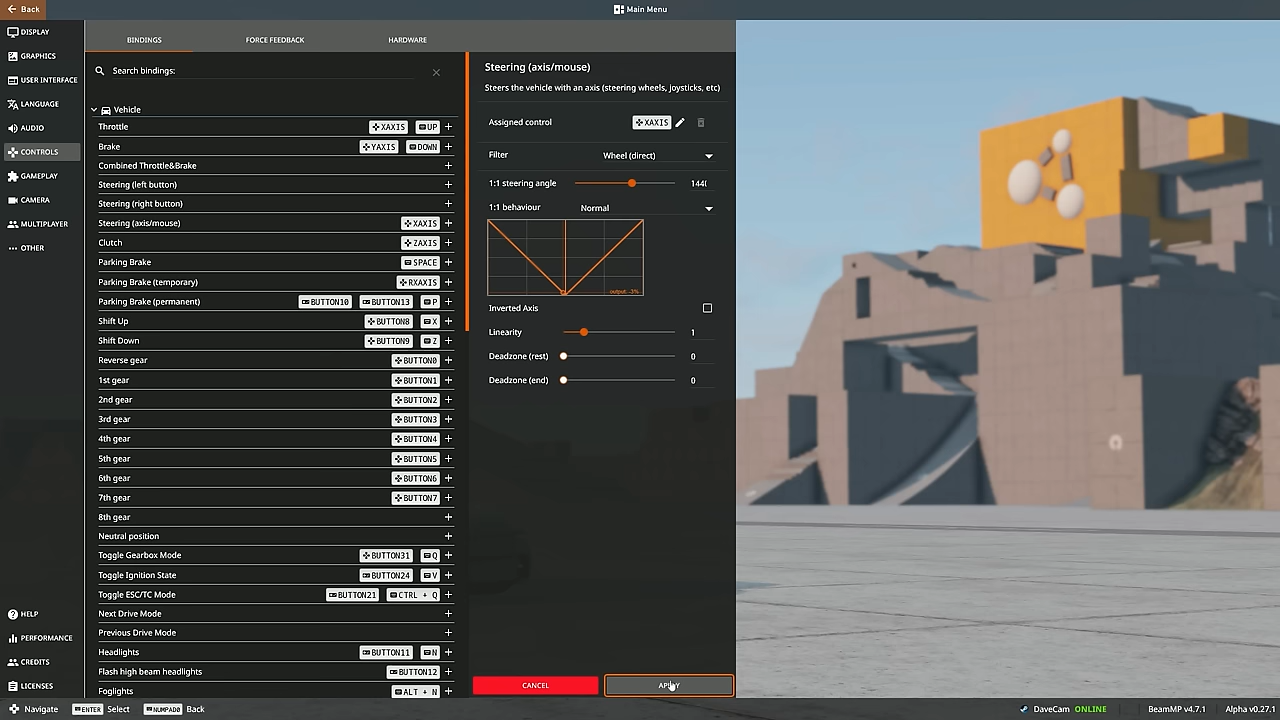 Back
Main Menu
DISPLAY
GRAPHICS
USER INTERFACE
LANGUAGE
AUDIO
CONTROLS
GAMEPLAY
CAMERA
MULTIPLAYER
OTHER
HELP
PERFORMANCE
CREDITS
LICENSES
BINDINGS
FORCE FEEDBACK
HARDWARE
Search bindings:
Vehicle
Throttle XAXIS UP +
Brake YAXIS DOWN +
Combined Throttle&Brake +
Steering (left button) +
Steering (right button) +
Steering (axis/mouse) XAXIS +
Clutch ZAXIS +
Parking Brake SPACE +
Parking Brake (temporary) RXAXIS +
Parking Brake (permanent) BUTTON10 BUTTON13 P +
Shift Up BUTTON8 X +
Shift Down BUTTON9 Z +
Reverse gear BUTTON0 +
1st gear BUTTON1 +
2nd gear BUTTON2 +
3rd gear BUTTON3 +
4th gear BUTTON4 +
5th gear BUTTON5 +
6th gear BUTTON6 +
7th gear BUTTON7 +
8th gear +
Neutral position +
Toggle Gearbox Mode BUTTON31 Q +
Toggle Ignition State BUTTON24 V +
Toggle ESC/TC Mode BUTTON21 CTRL + Q +
Next Drive Mode +
Previous Drive Mode +
Headlights BUTTON11 N +
Flash high beam headlights BUTTON12 +
Foglights ALT + N +
Steering (axis/mouse)
Steers the vehicle with an axis (steering wheels, joysticks, etc)
Assigned control XAXIS
Filter Wheel (direct)
1:1 steering angle 144(
1:1 behaviour Normal
output: -3%
Inverted Axis
Linearity 1
Deadzone (rest) 0
Deadzone (end) 0
CANCEL
APPLY
Navigate ENTER Select NUMPAD0 Back
DaveCam ONLINE BeamMP v4.7.1 Alpha v0.27.1